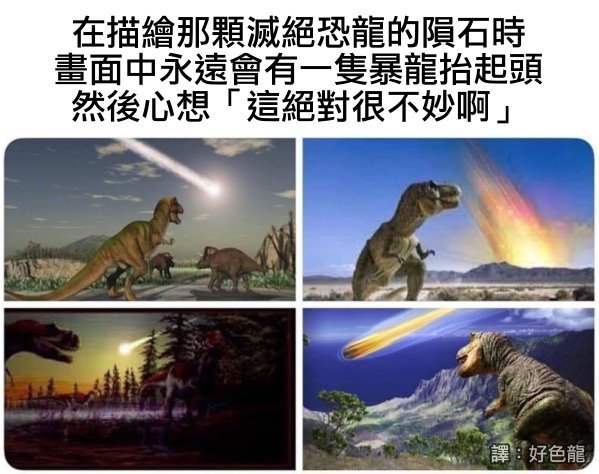 在描繪那顆滅絕恐龍的隕石時
畫面中永遠會有一隻暴龍抬起頭
然後心想「這絕對很不妙啊」
譯：好色龍